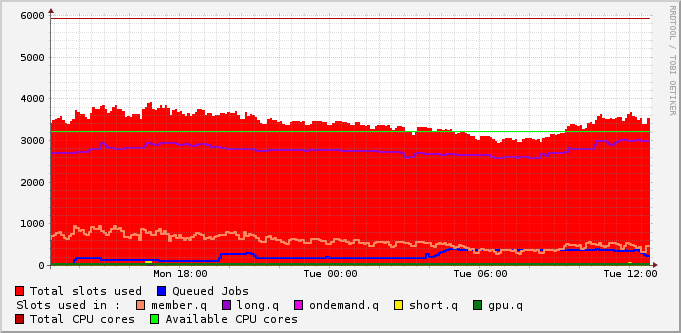 6000
5000
4000
3000
2000
1000
0
Mon 18:00 Tue 00:00 Tue 06:00 Tue 12:00
RRDTOOL / TOBI OETIKER
Total slots used Queued Jobs
Slots used in : member.q long.q ondemand.q short.q gpu.q
Total CPU cores Available CPU cores